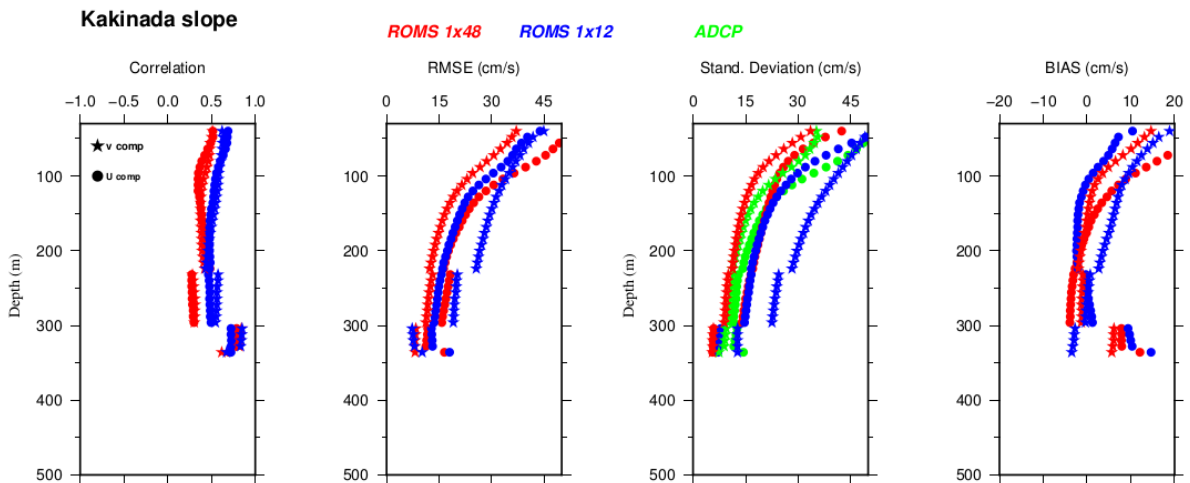 Kakinada slope
ROMS 1x48 ROMS 1x12 ADCP
Correlation RMSE (cm/s) Stand. Deviation (cm/s) BIAS (cm/s)
−1.0 −0.5 0.0 0.5 1.0 0 15 30 45 0 15 30 45 −20 −10 0 10 20
v comp
U comp
100 100 100 100
200 200 200 200
Depth (m) Depth (m)
300 300 300 300
400 400 400 400
500 500 500 500